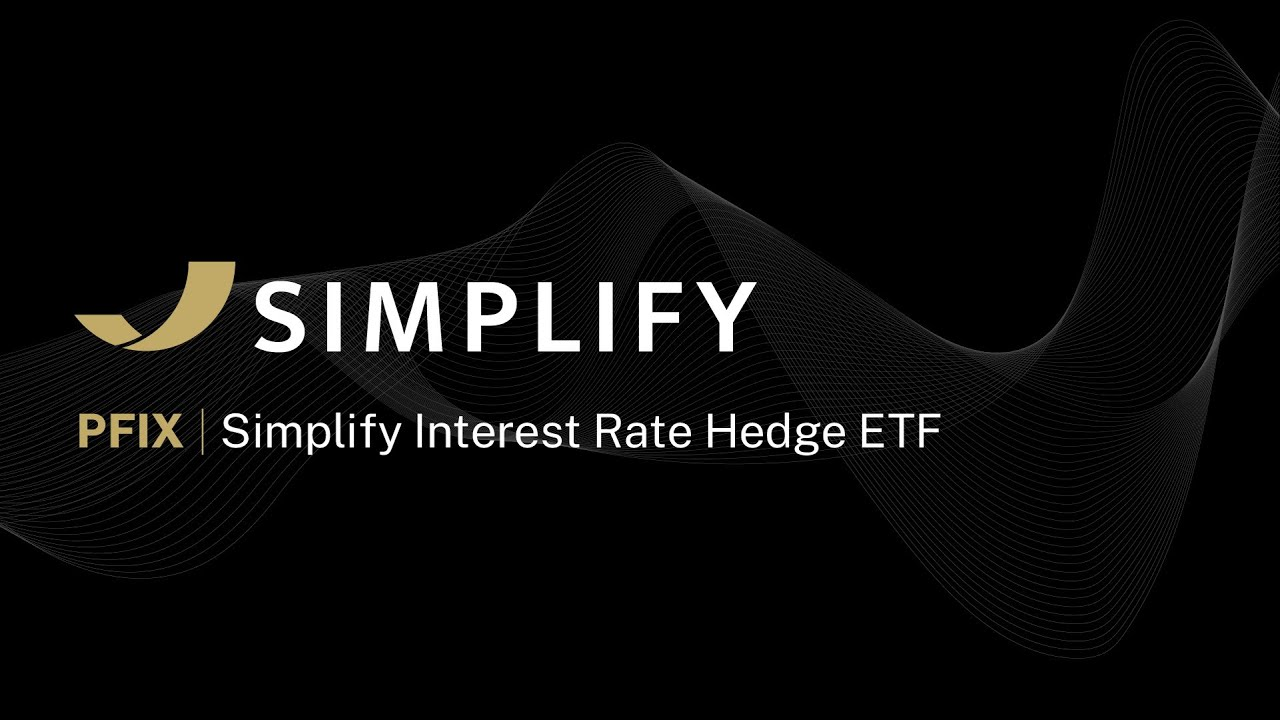 SIMPLIFY
PFIX | Simplify Interest Rate Hedge ETF